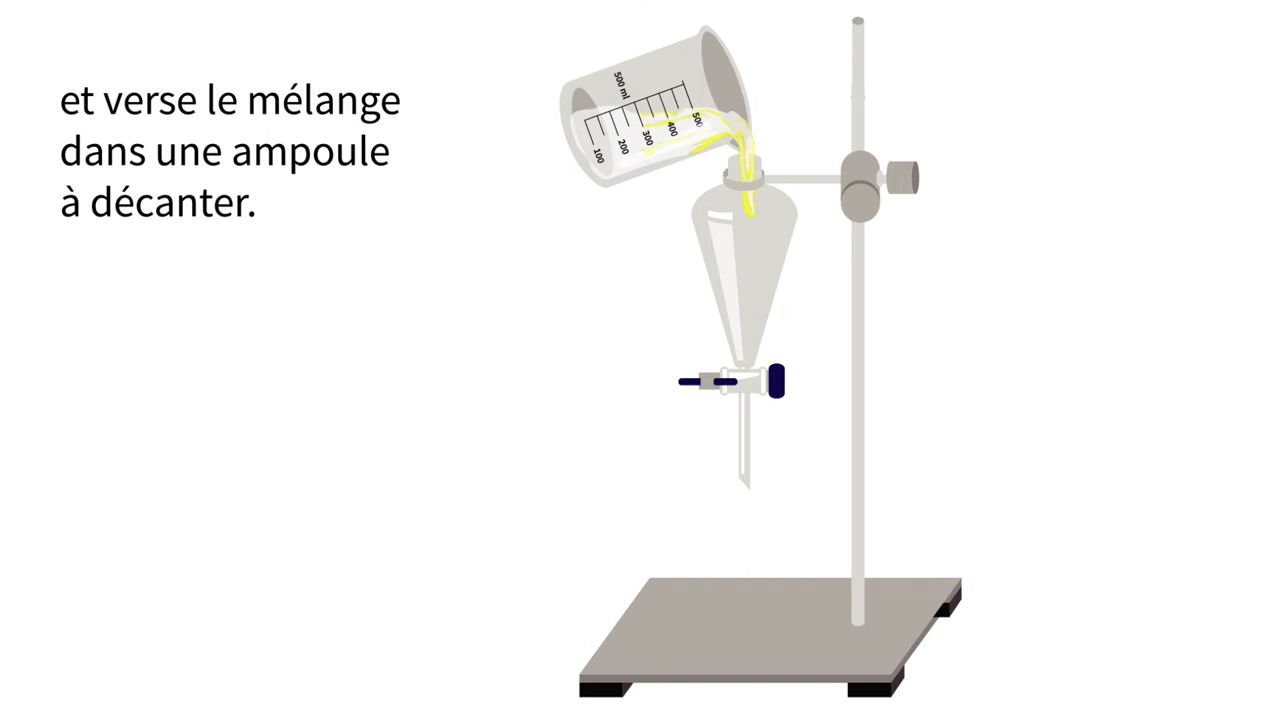 et verse le mélange
dans une ampoule
à décanter.
500 ml
100
200
300
400
500